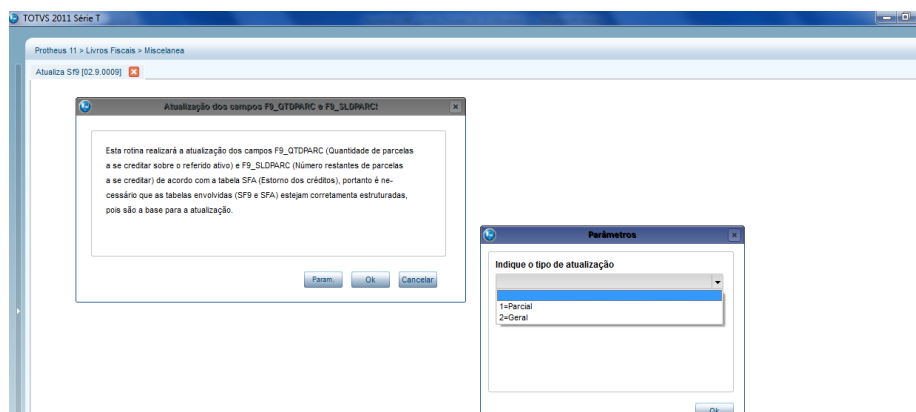 TOTVS 2011 Série T
Protheus 11 > Livros Fiscais > Miscelanea
Atualiza Sf9 [02.9.0009]
Atualização dos campos F9_QTDPARC e F9_SLDPARC!
Esta rotina realizará a atualização dos campos F9_QTDPARC (Quantidade de parcelas
a se creditar sobre o referido ativo) e F9_SLDPARC (Número restantes de parcelas
a se creditar) de acordo com a tabela SFA (Estorno dos créditos), portanto é ne-
cessário que as tabelas envolvidas (SF9 e SFA) estejam corretamenta estruturadas,
pois são a base para a atualização.
Param.
Ok
Cancelar
Parâmetros
Indique o tipo de atualização
1=Parcial
2=Geral
Ok